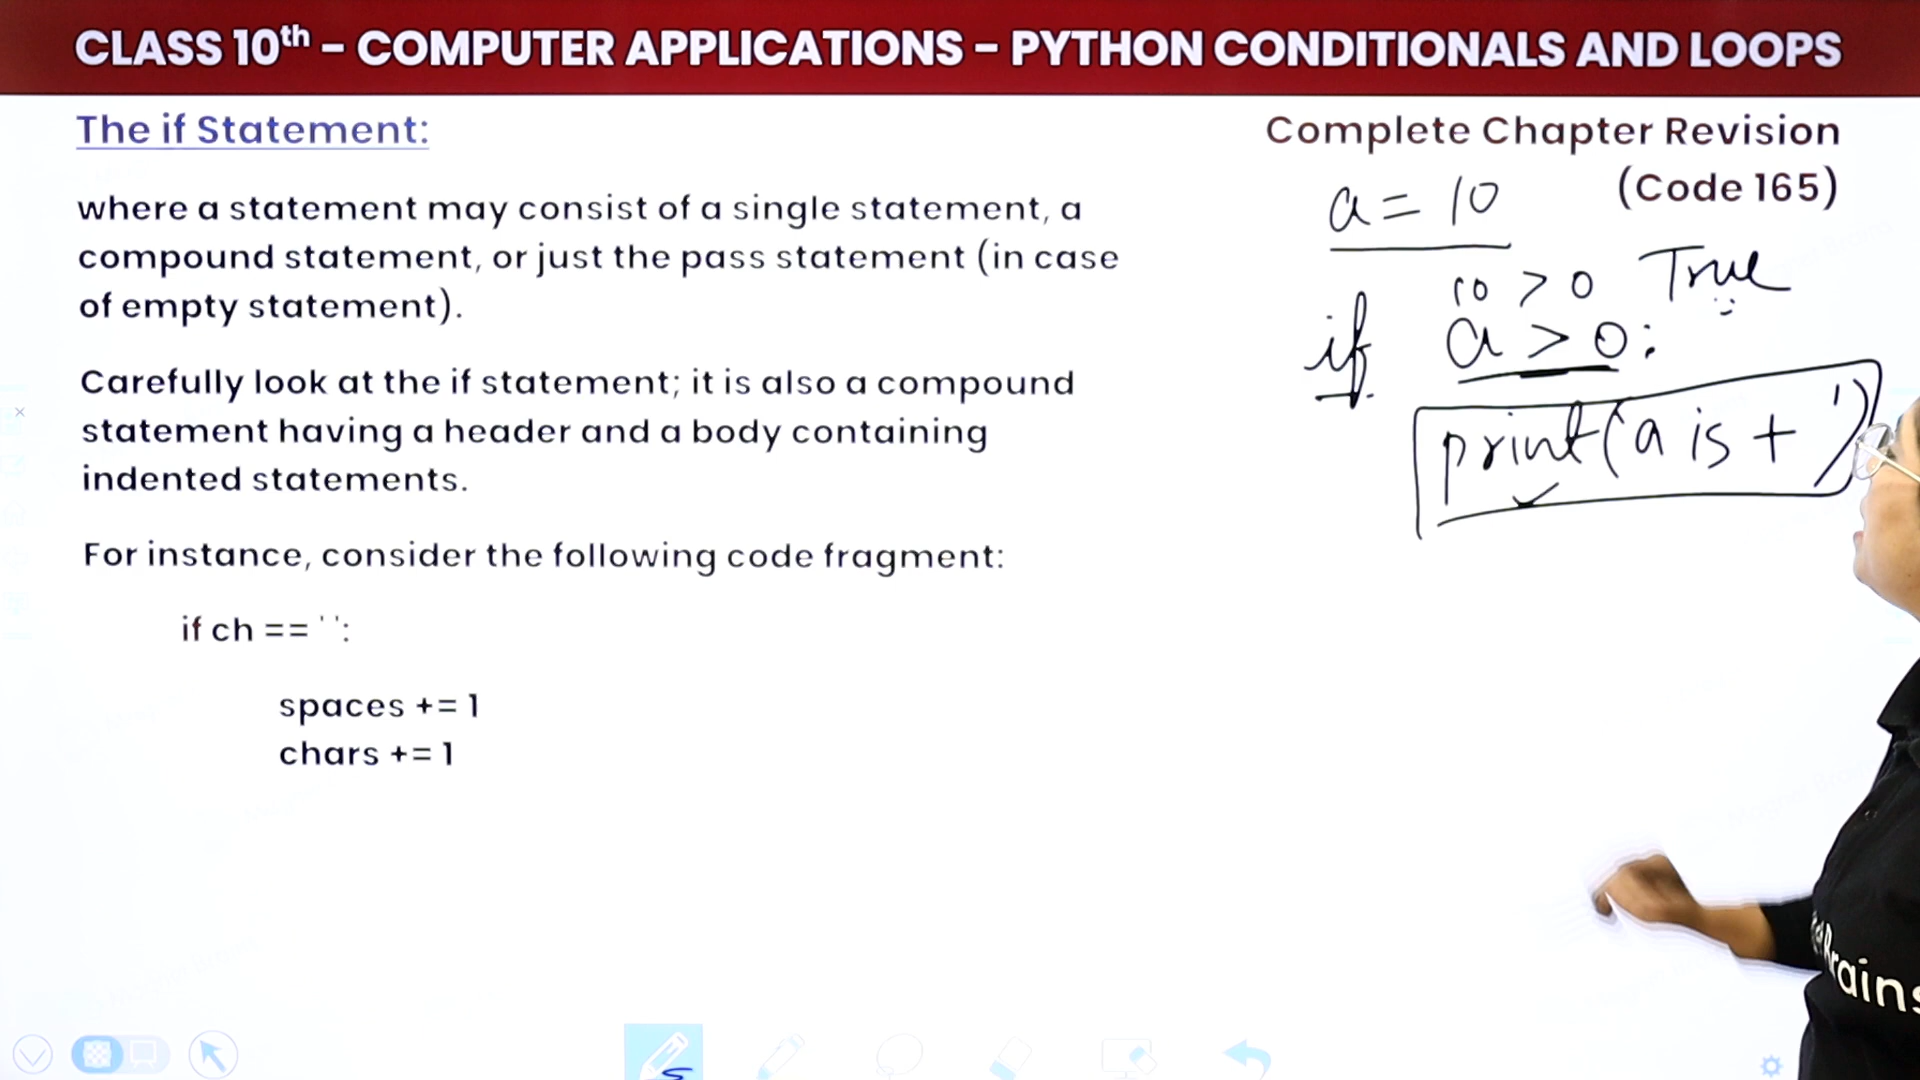 CLASS 10th – COMPUTER APPLICATIONS – PYTHON CONDITIONALS AND LOOPS
The if Statement:
Complete Chapter Revision
(Code 165)
where a statement may consist of a single statement, a
compound statement, or just the pass statement (in case
of empty statement).
Carefully look at the if statement; it is also a compound
statement having a header and a body containing
indented statements.
For instance, consider the following code fragment:
if ch == ' ':
spaces += 1
chars += 1
a = 10
10 > 0 True
if a > 0:
print(a is + ')
Brains